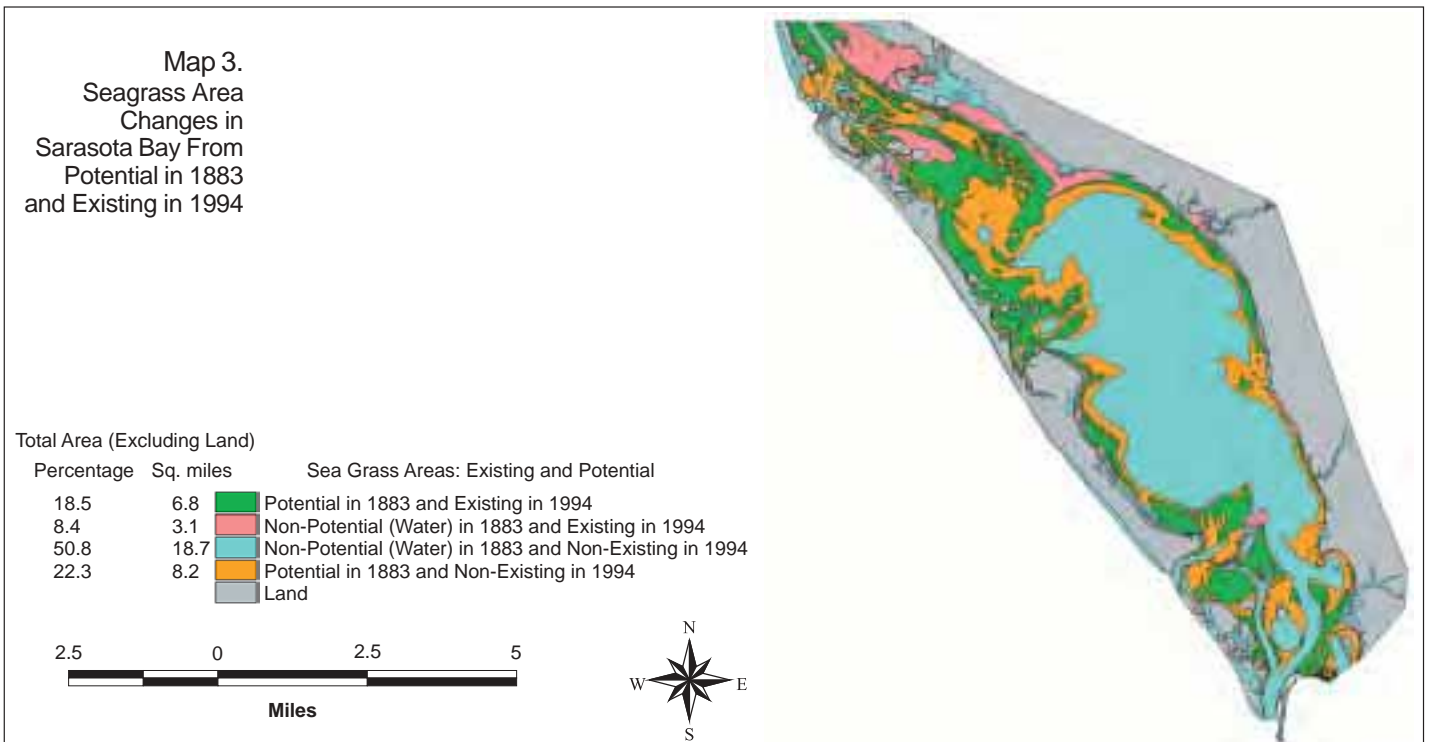 Map 3.
Seagrass Area
Changes in
Sarasota Bay From
Potential in 1883
and Existing in 1994
Total Area (Excluding Land)
Percentage Sq. miles Sea Grass Areas: Existing and Potential
18.5 6.8 Potential in 1883 and Existing in 1994
8.4 3.1 Non-Potential (Water) in 1883 and Existing in 1994
50.8 18.7 Non-Potential (Water) in 1883 and Non-Existing in 1994
22.3 8.2 Potential in 1883 and Non-Existing in 1994
Land
2.5 0 2.5 5
Miles
N
W E
S